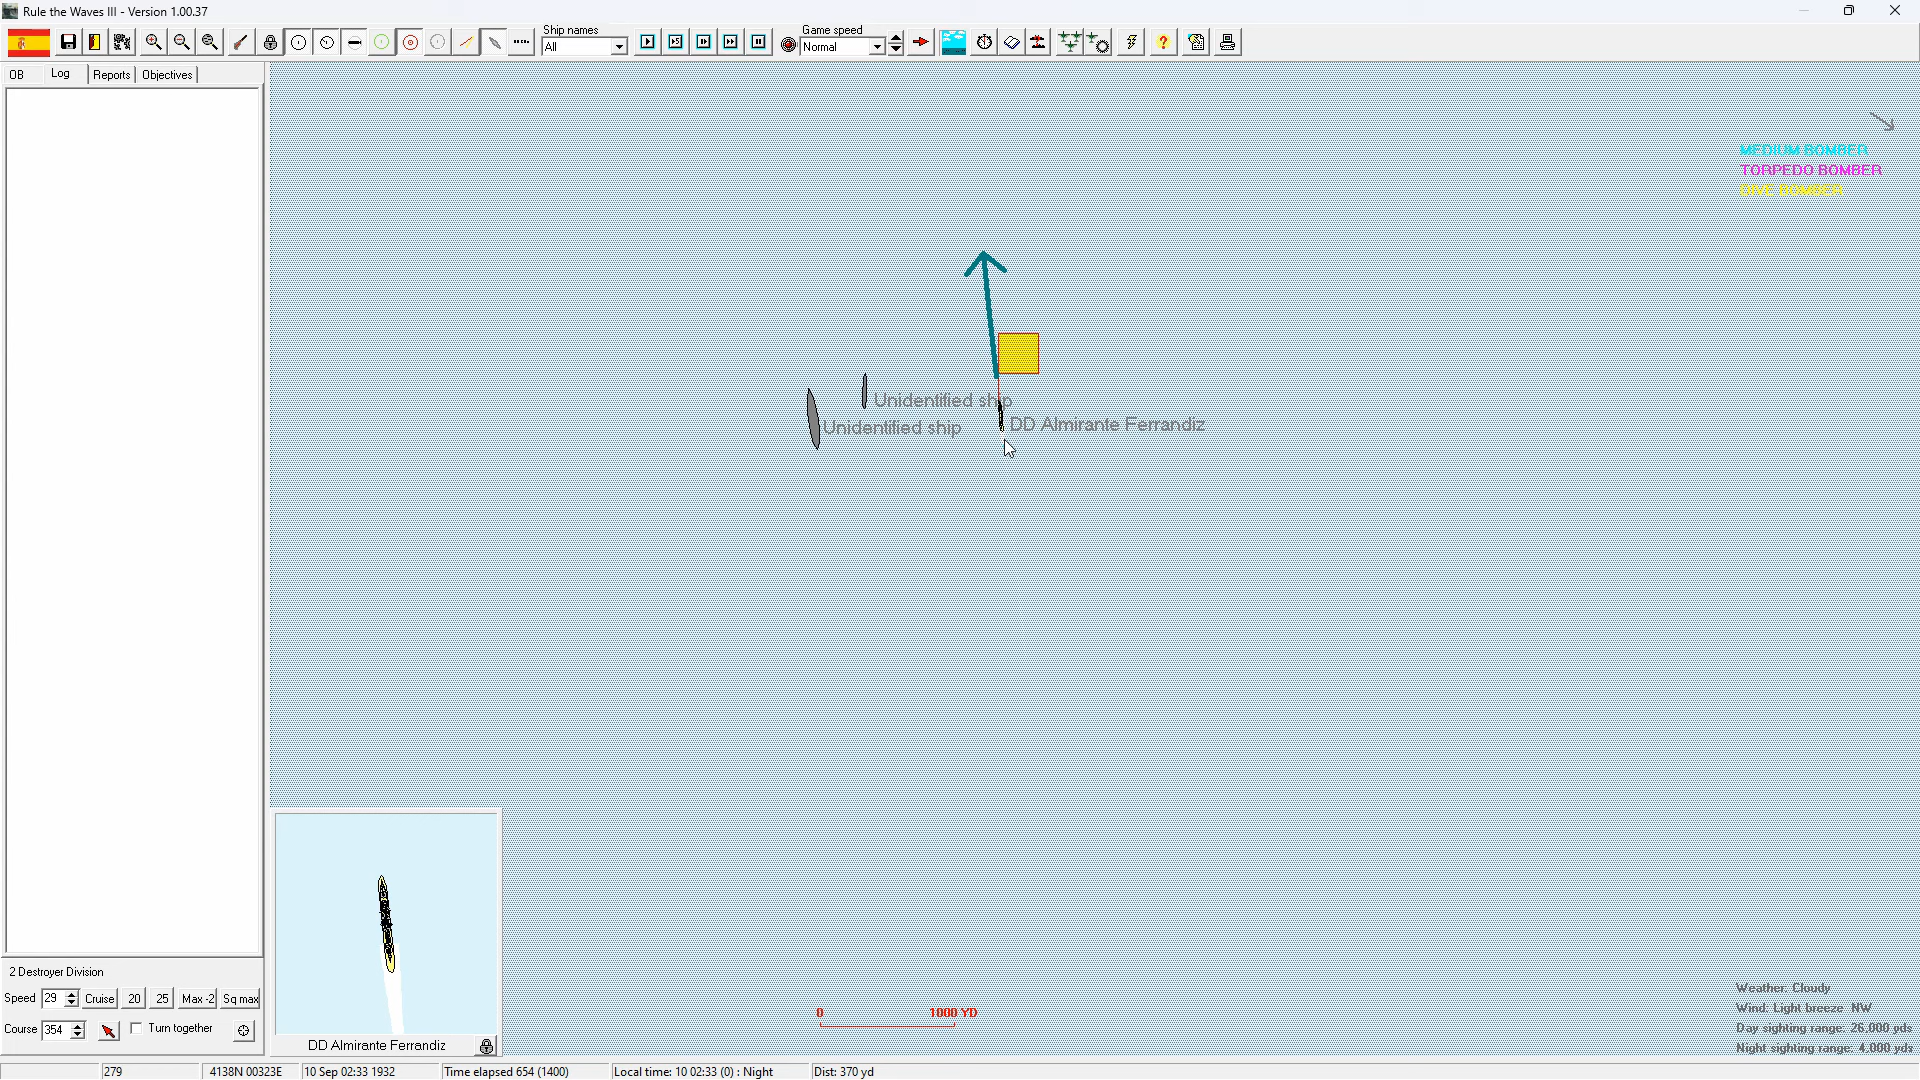 Rule the Waves III - Version 1.00.37
Ship names
All
Game speed
Normal
OB
Log
Reports
Objectives
MEDIUM BOMBER
TORPEDO BOMBER
DIVE BOMBER
Unidentified ship
Unidentified ship
DD Almirante Ferrandiz
2 Destroyer Division
Speed 29 Cruise 20 25 Max -2 Sq max
Course 354 Turn together
DD Almirante Ferrandiz
0 1000 YD
Weather: Cloudy
Wind: Light breeze NW
Day sighting range: 26,000 yds
Night sighting range: 4,000 yds
279 4138N 00323E 10 Sep 02:33 1932 Time elapsed 654 (1400) Local time: 10 02:33 (0) : Night Dist: 370 yd